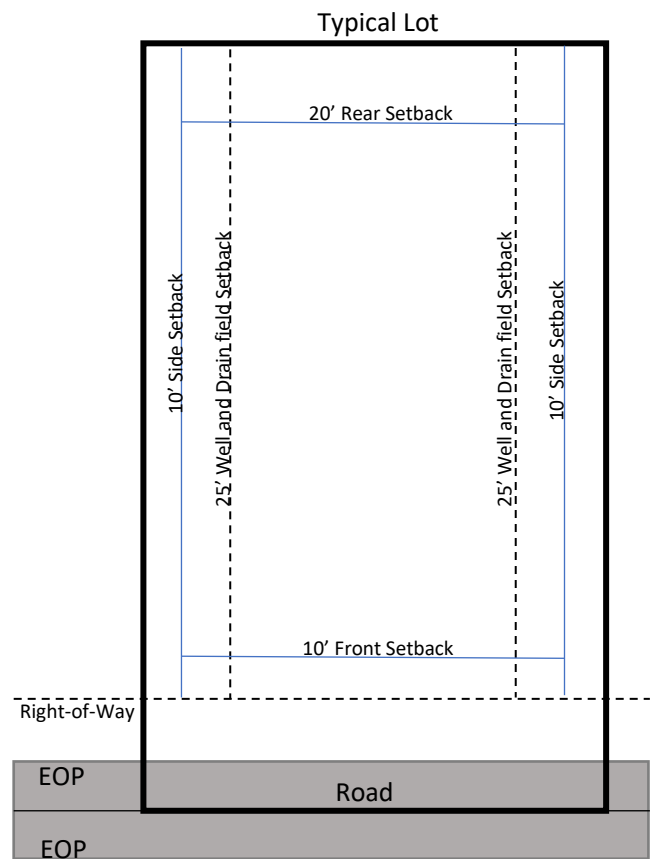 Typical Lot
20’ Rear Setback
10’ Side Setback
25’ Well and Drain field Setback
25’ Well and Drain field Setback
10’ Side Setback
10’ Front Setback
Right-of-Way
EOP
Road
EOP